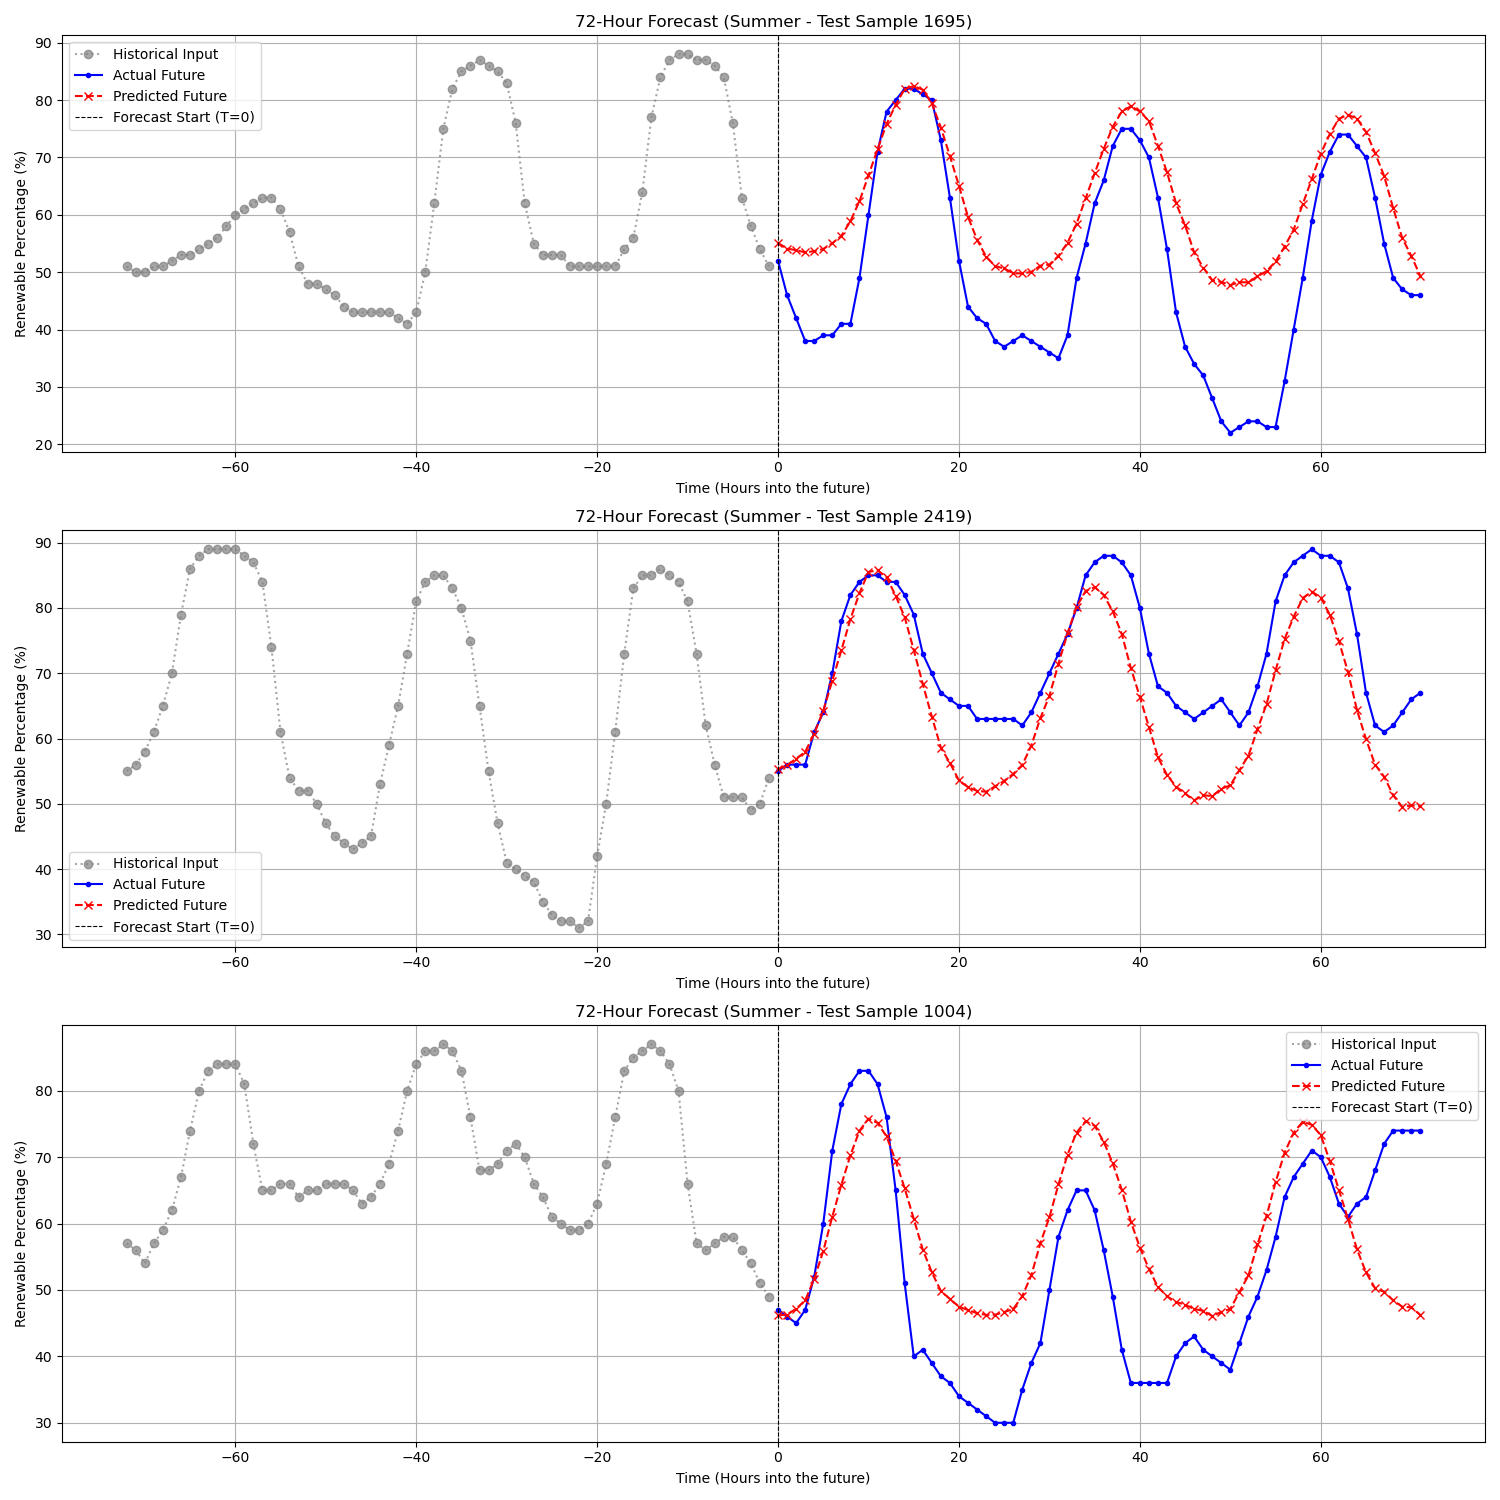 72-Hour Forecast (Summer - Test Sample 1695)
Renewable Percentage (%)
90
80
70
60
50
40
30
20
Historical Input
Actual Future
Predicted Future
Forecast Start (T=0)
−60 −40 −20 0 20 40 60
Time (Hours into the future)
72-Hour Forecast (Summer - Test Sample 2419)
Renewable Percentage (%)
90
80
70
60
50
40
30
Historical Input
Actual Future
Predicted Future
Forecast Start (T=0)
−60 −40 −20 0 20 40 60
Time (Hours into the future)
72-Hour Forecast (Summer - Test Sample 1004)
Renewable Percentage (%)
80
70
60
50
40
30
Historical Input
Actual Future
Predicted Future
Forecast Start (T=0)
−60 −40 −20 0 20 40 60
Time (Hours into the future)